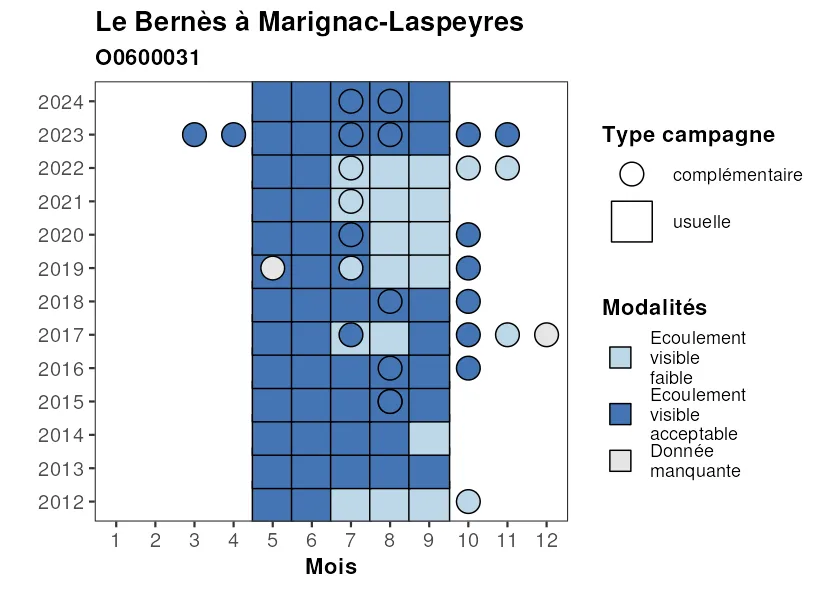 Le Bernès à Marignac-Laspeyres
O0600031
2024
2023
2022
2021
2020
2019
2018
2017
2016
2015
2014
2013
2012
1 2 3 4 5 6 7 8 9 10 11 12
Mois
Type campagne
complémentaire
usuelle
Modalités
Ecoulement
visible
faible
Ecoulement
visible
acceptable
Donnée
manquante